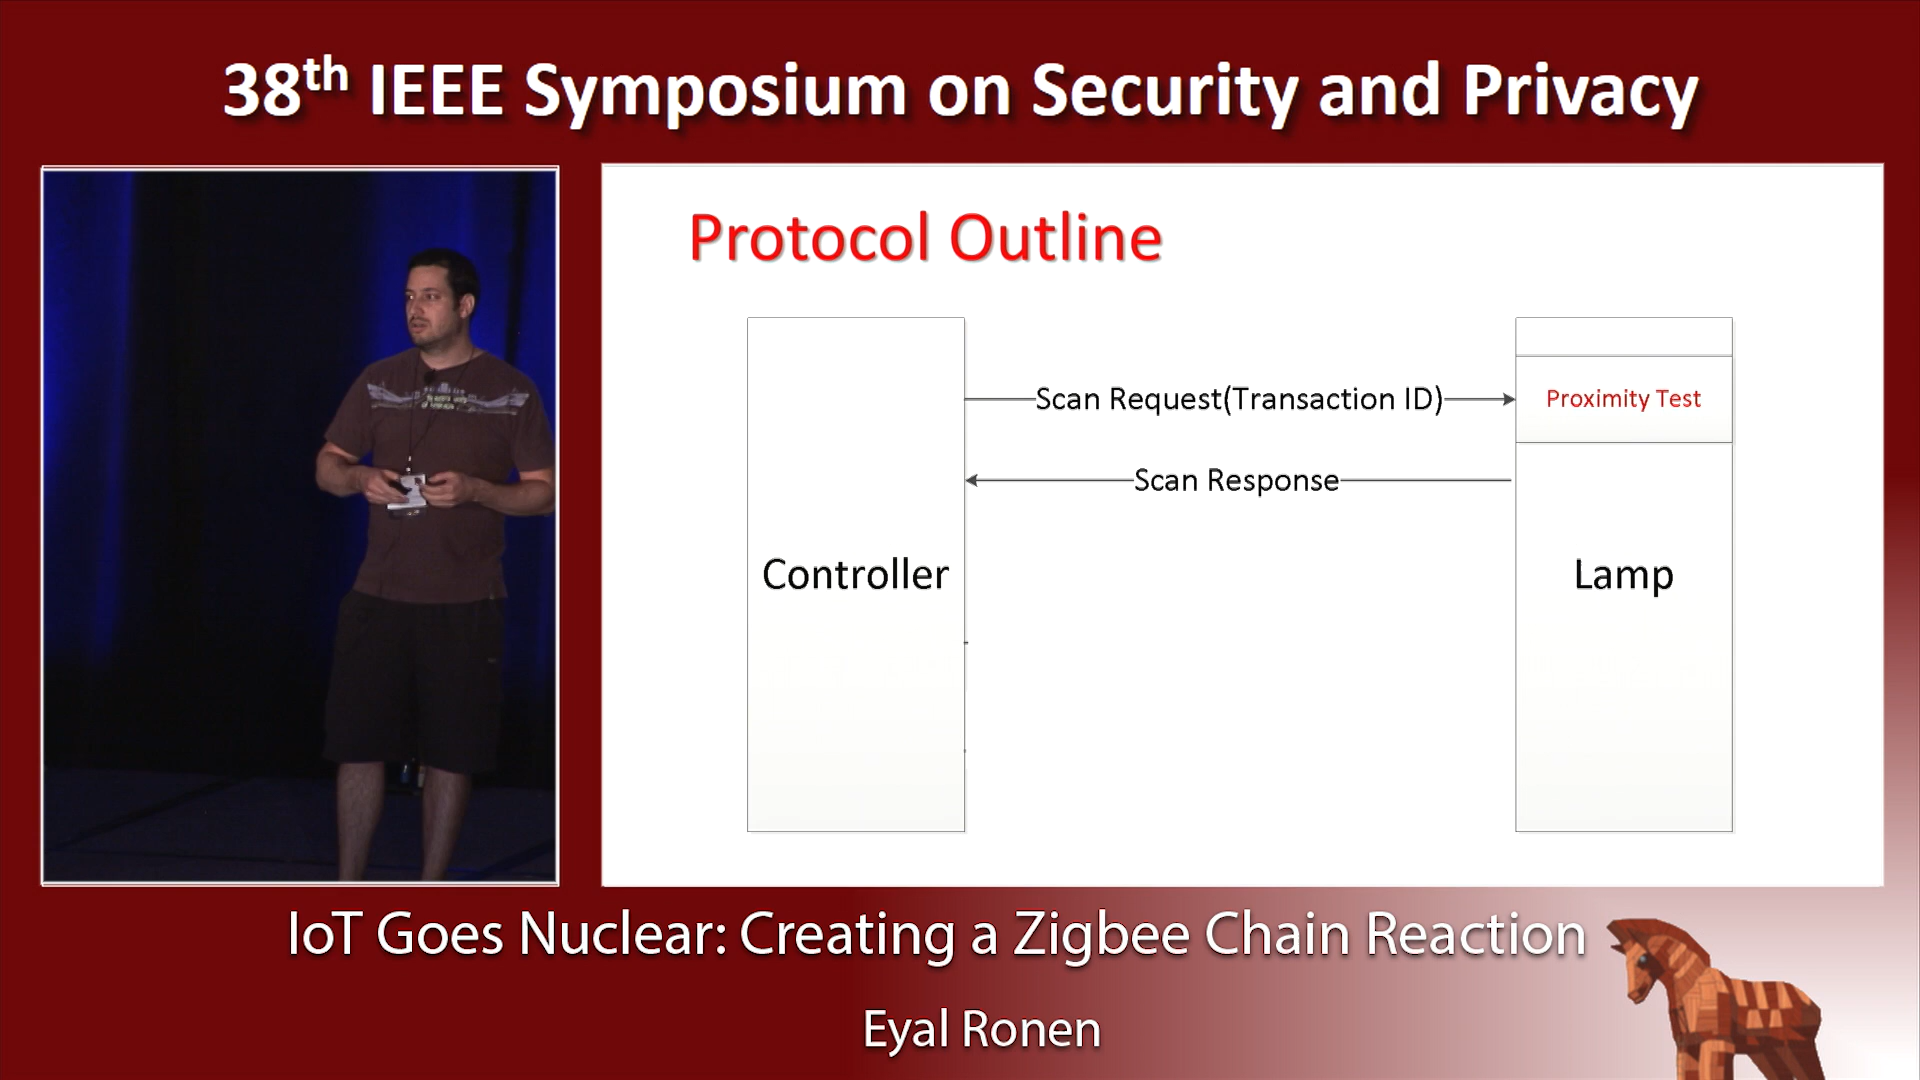 38th IEEE Symposium on Security and Privacy
Protocol Outline
Scan Request(Transaction ID)
Proximity Test
Scan Response
Controller
Lamp
IoT Goes Nuclear: Creating a Zigbee Chain Reaction
Eyal Ronen